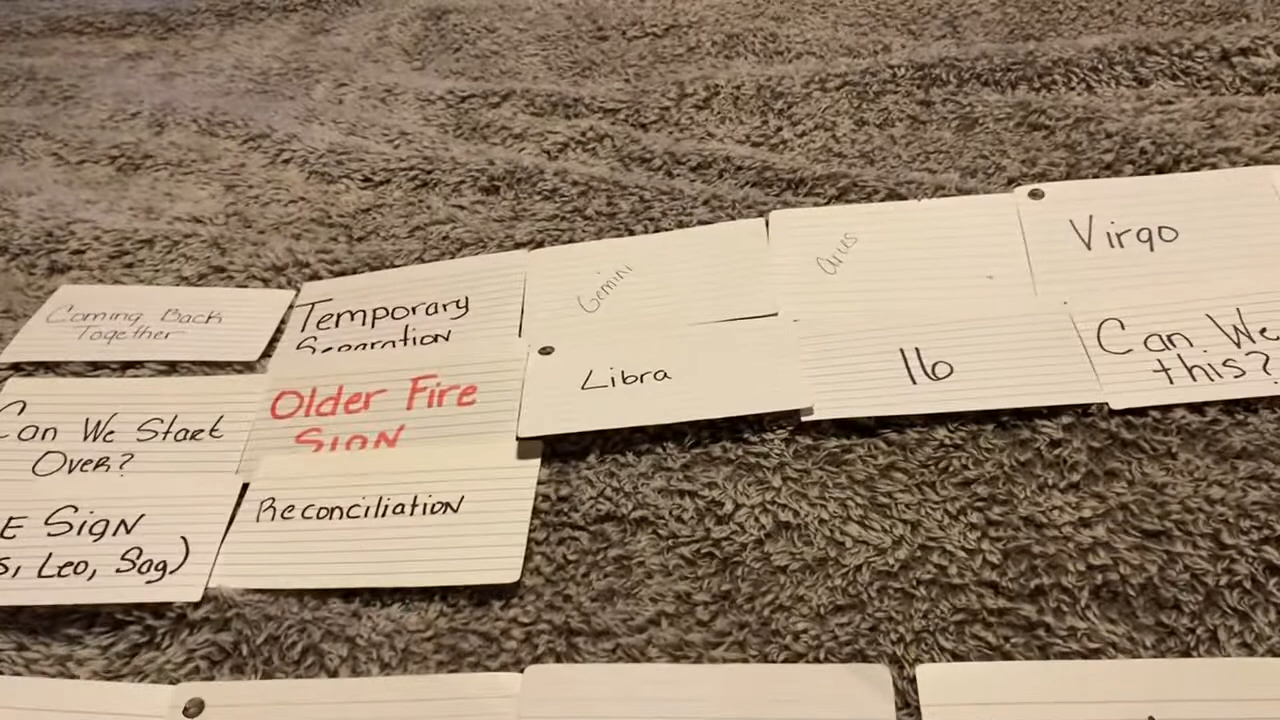 Coming Back
Together
Temporary
Separation
Gemini
Aries
Virgo
Can We Start
Over?
Older Fire
Sign
Libra
16
Can We
this?
E Sign
s, Leo, Sag)
Reconciliation